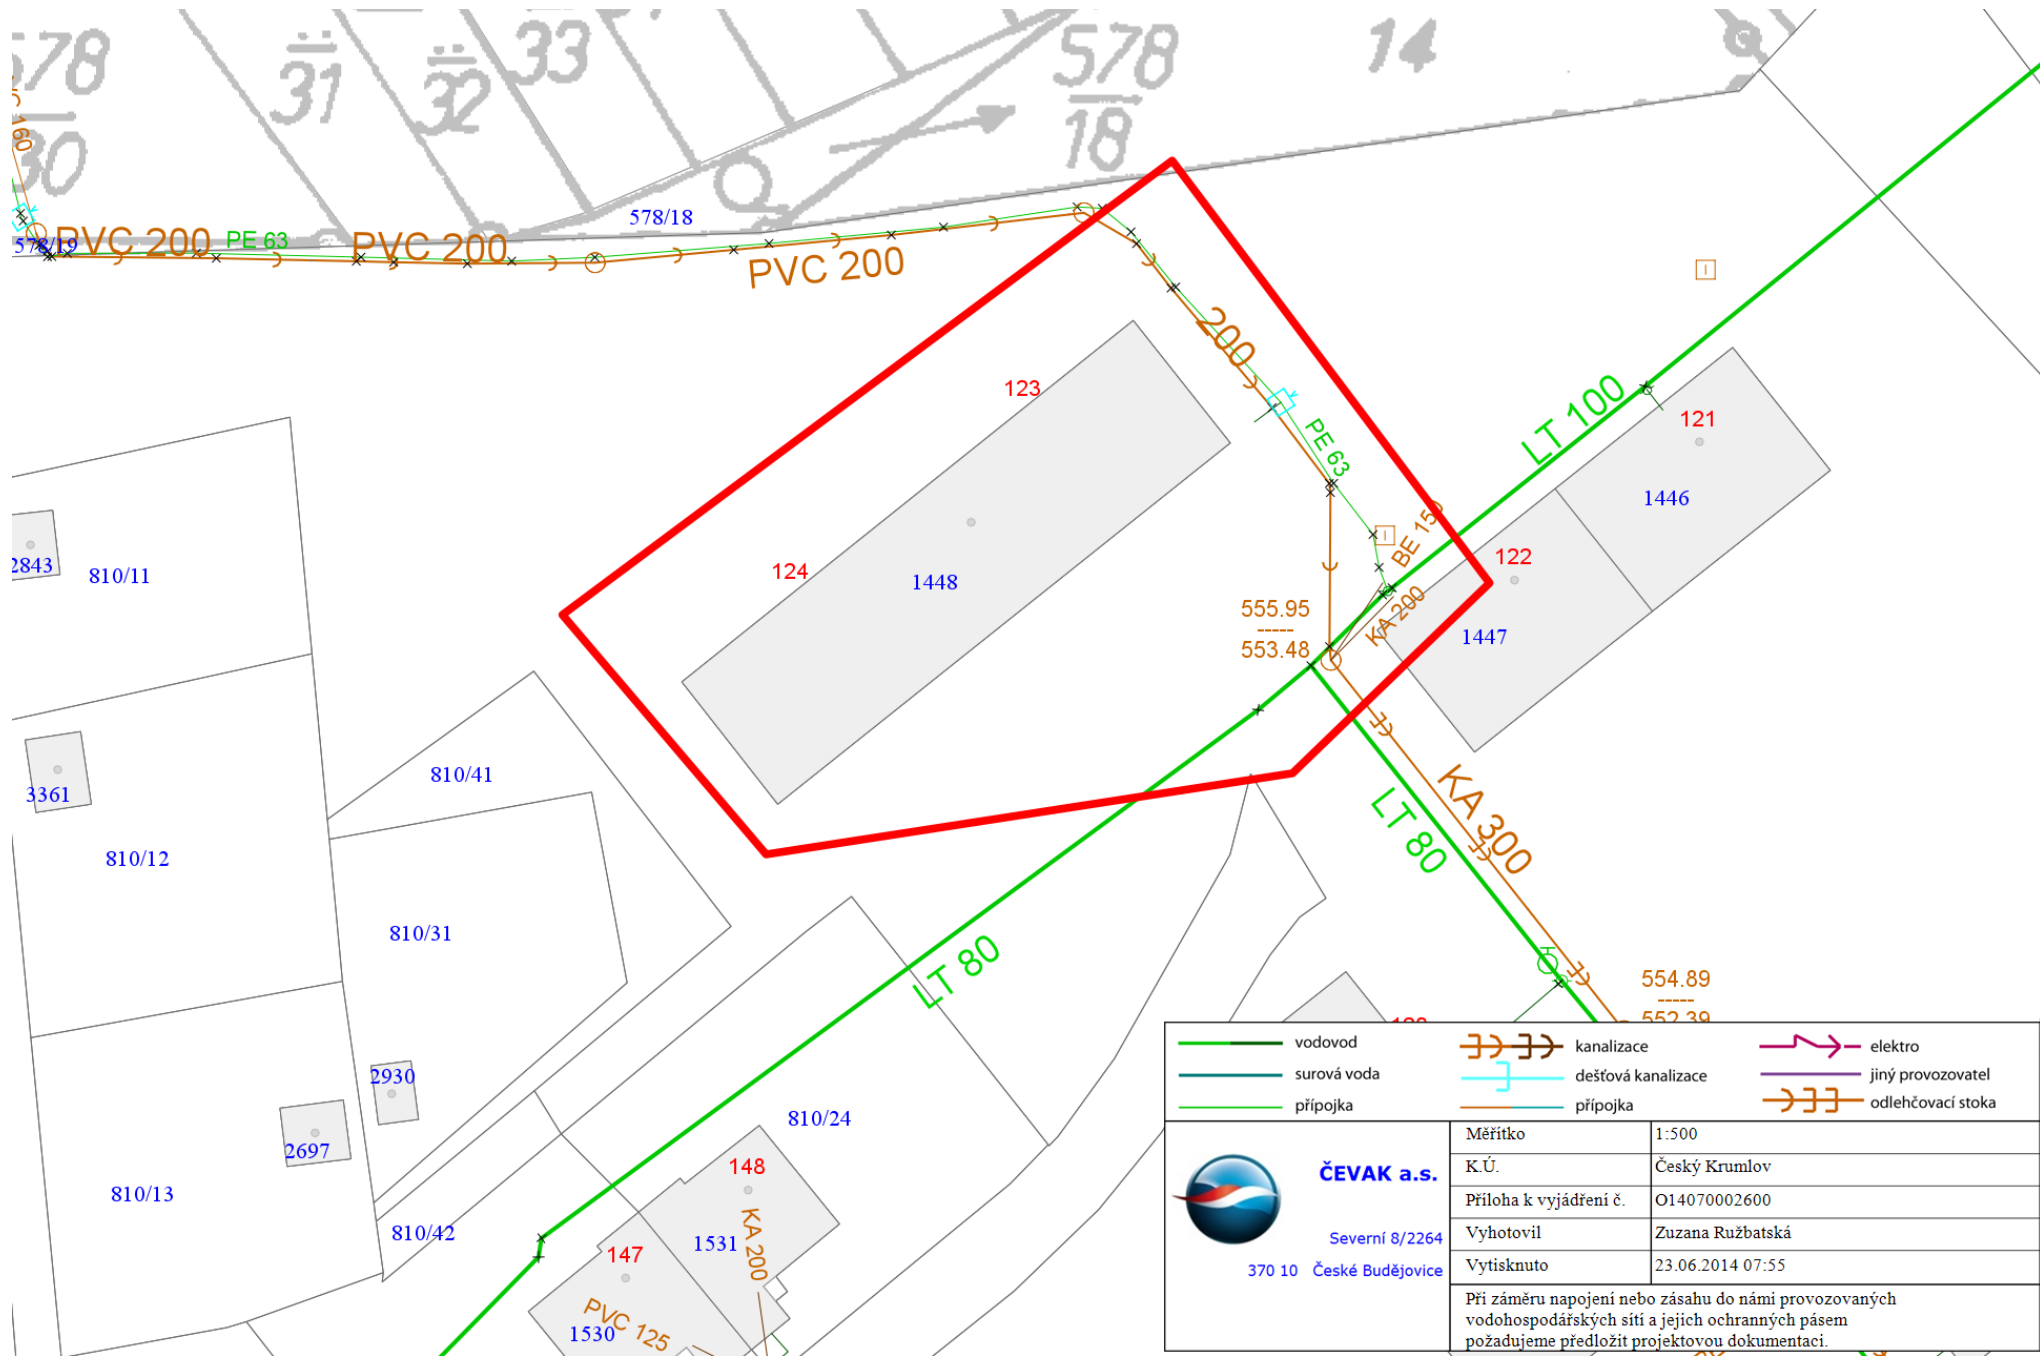 578
30
31
32
33
578
18
14
160
578/19
PVC 200
PE 63
PVC 200
578/18
PVC 200
200
PE 63
LT 100
121
1446
122
1447
BE 150
KA 200
123
124
1448
555.95
-----
553.48
2843
810/11
3361
810/12
810/41
810/31
2930
2697
810/13
810/42
LT 80
LT 80
KA 300
554.89
-----
552.39
810/24
148
1531
147
1530
KA 200
PVC 125
vodovod
surová voda
přípojka
kanalizace
dešťová kanalizace
přípojka
elektro
jiný provozovatel
odlehčovací stoka
ČEVAK a.s.
Severní 8/2264
370 10 České Budějovice
Měřítko 1:500
K.Ú. Český Krumlov
Příloha k vyjádření č. O14070002600
Vyhotovil Zuzana Ružbatská
Vytisknuto 23.06.2014 07:55
Při záměru napojení nebo zásahu do námi provozovaných
vodohospodářských sítí a jejich ochranných pásem
požadujeme předložit projektovou dokumentaci.